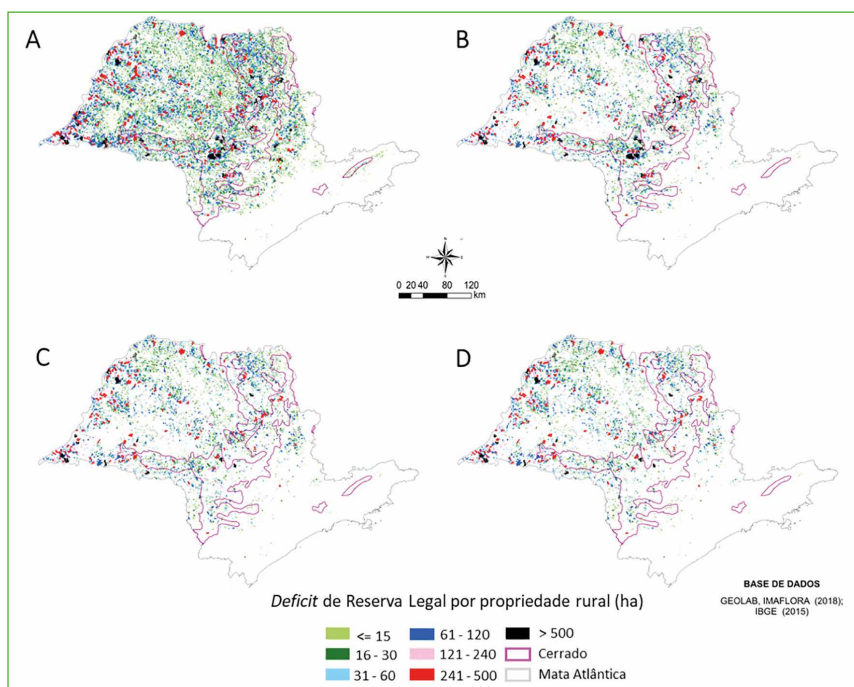 A
B
N
W
E
S
0 20 40 80 120
km
C
D
Deficit de Reserva Legal por propriedade rural (ha)
<= 15
61 - 120
> 500
16 - 30
121 - 240
Cerrado
31 - 60
241 - 500
Mata Atlântica
BASE DE DADOS
GEOLAB, IMAFLORA (2018);
IBGE (2015)